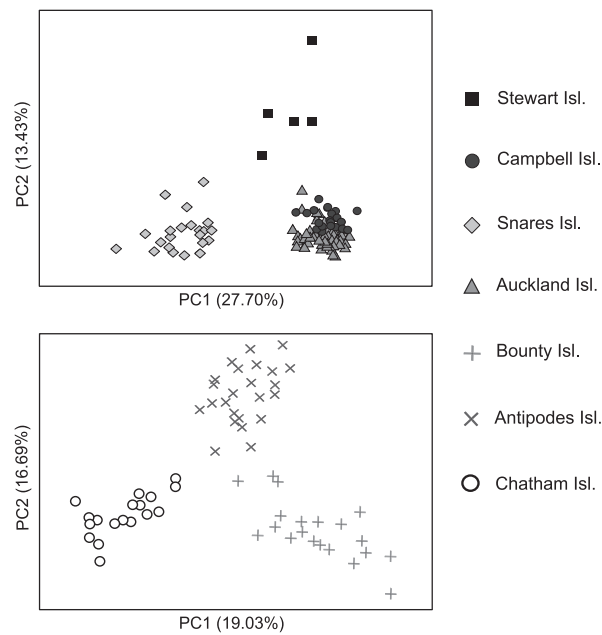 PC2 (13.43%)
PC1 (27.70%)
PC2 (16.69%)
PC1 (19.03%)
Stewart Isl.
Campbell Isl.
Snares Isl.
Auckland Isl.
Bounty Isl.
Antipodes Isl.
Chatham Isl.